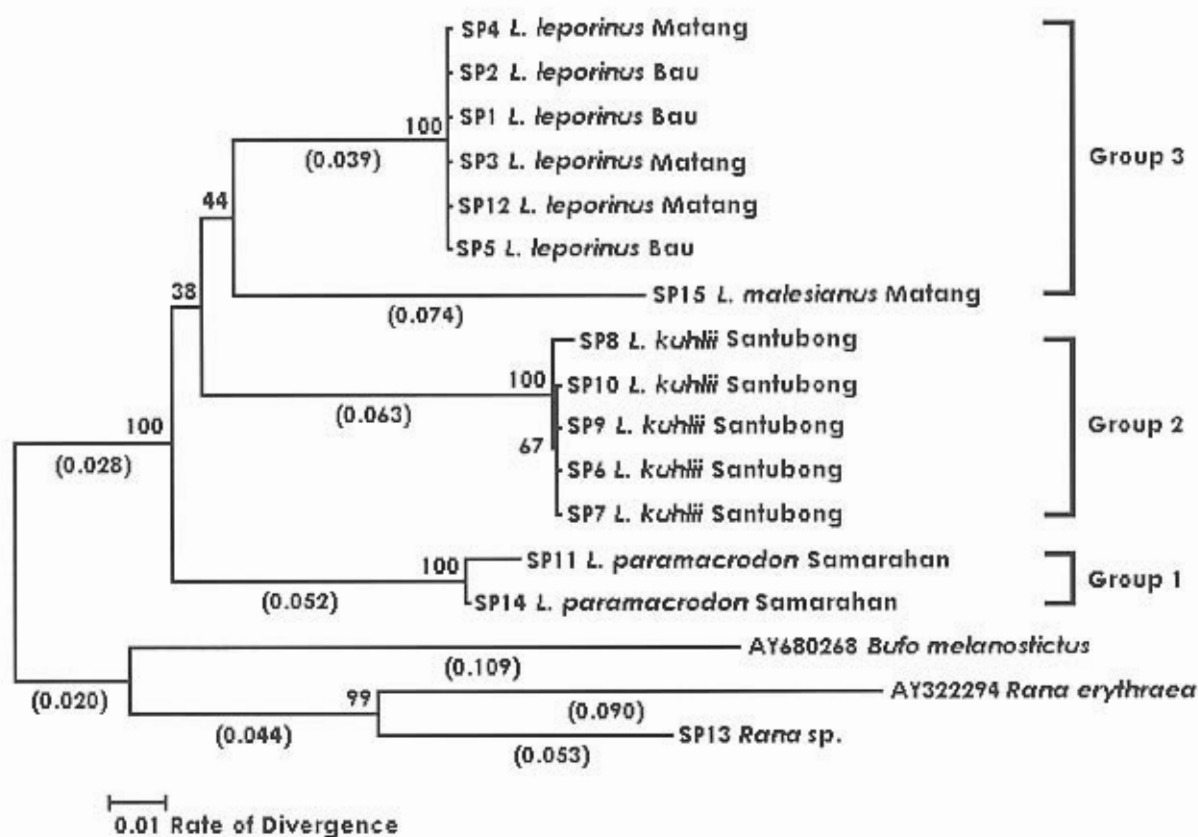 SP4 L. leporinus Matang
SP2 L. leporinus Bau
SP1 L. leporinus Bau
100
(0.039)
SP3 L. leporinus Matang
Group 3
44
SP12 L. leporinus Matang
SP5 L. leporinus Bau
38
SP15 L. malesianus Matang
(0.074)
SP8 L. kuhlii Santubong
100
SP10 L. kuhlii Santubong
(0.063)
100
SP9 L. kuhlii Santubong
Group 2
67
(0.028)
SP6 L. kuhlii Santubong
SP7 L. kuhlii Santubong
100
SP11 L. paramacrodon Samarahan
Group 1
(0.052)
SP14 L. paramacrodon Samarahan
AY680268 Bufo melanostictus
(0.109)
(0.020)
99
AY322294 Rana erythraea
(0.090)
(0.044)
SP13 Rana sp.
(0.053)
0.01 Rate of Divergence